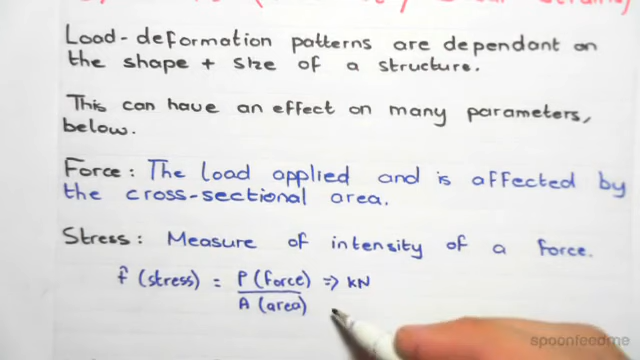 Load-deformation patterns are dependant on
the shape + size of a structure.
This can have an effect on many parameters,
below.
Force: The load applied and is affected by
the cross-sectional area.
Stress: Measure of intensity of a force.
f (stress) = P (force) => kN
A (area)
spoonfeedme